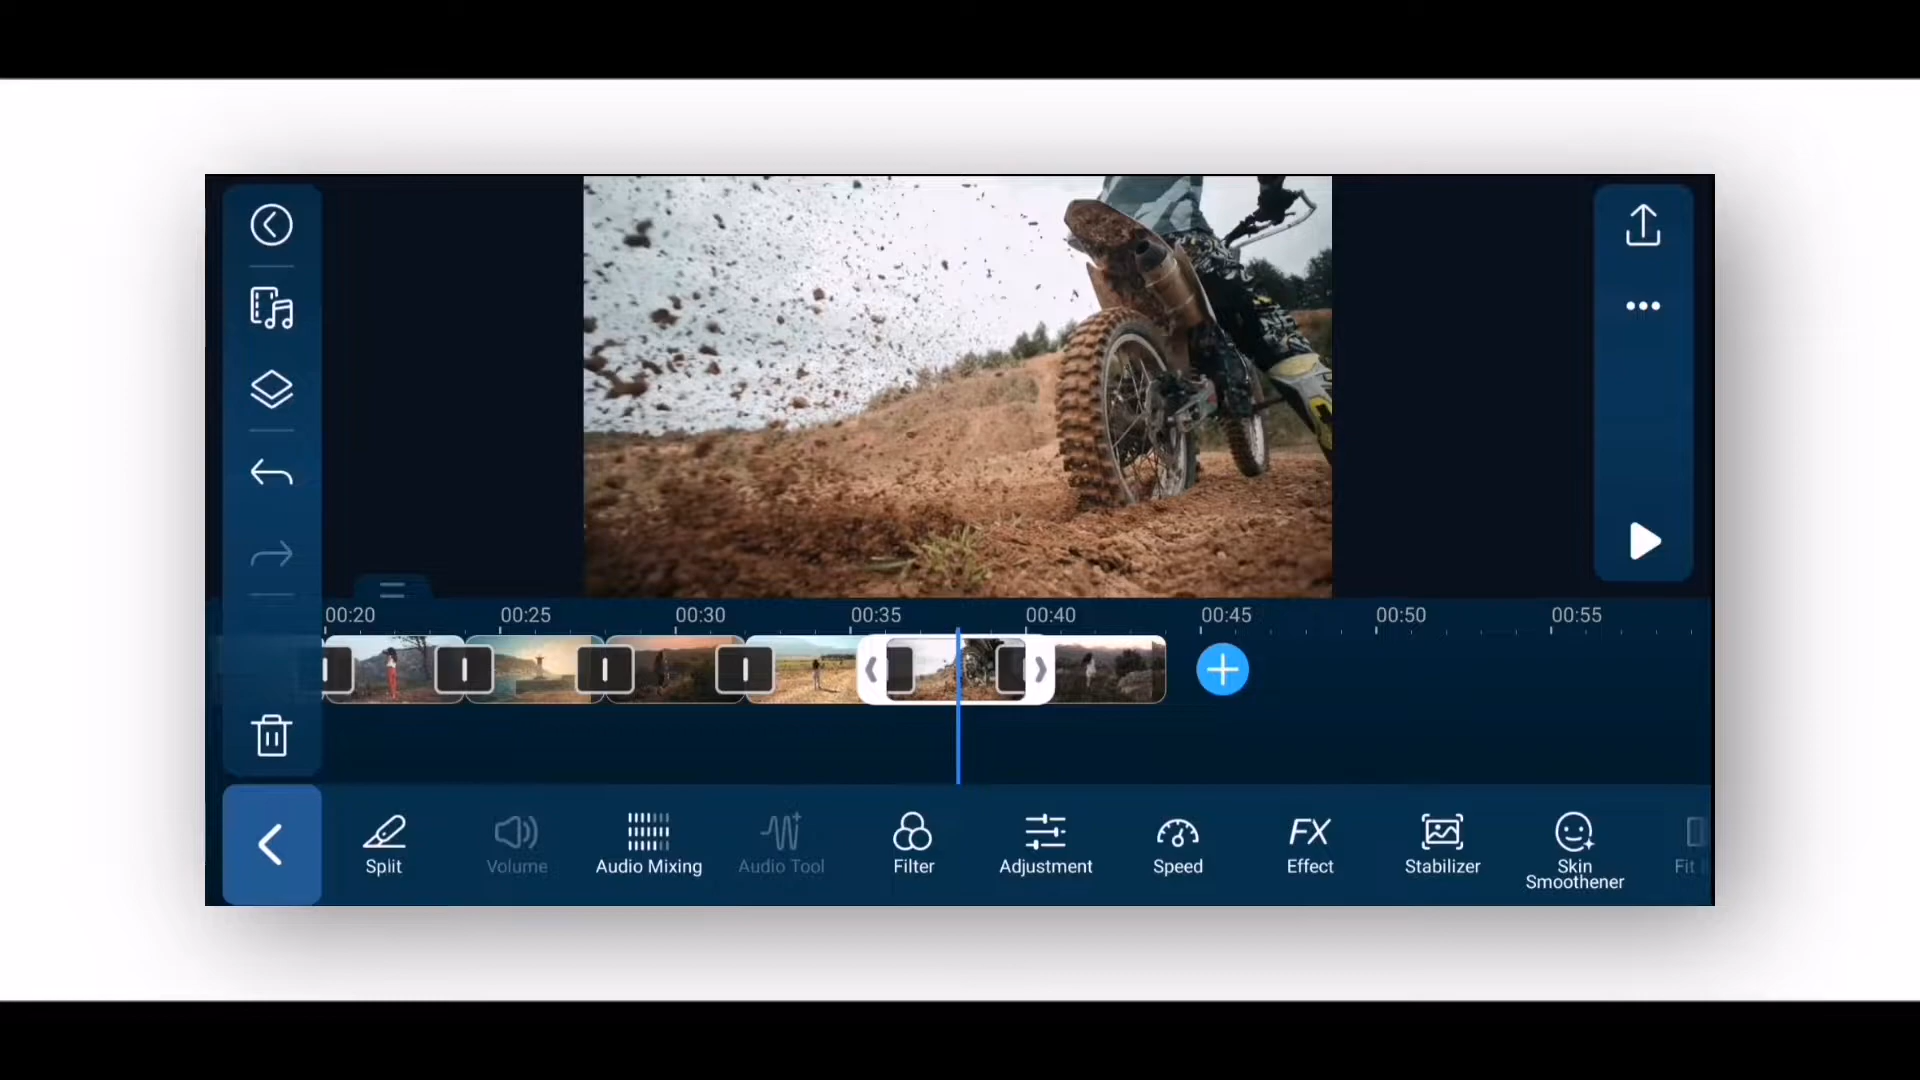 00:20 00:25 00:30 00:35 00:40 00:45 00:50 00:55
Split Volume Audio Mixing Audio Tool Filter Adjustment Speed FX Effect Stabilizer Skin Smoothener Fit